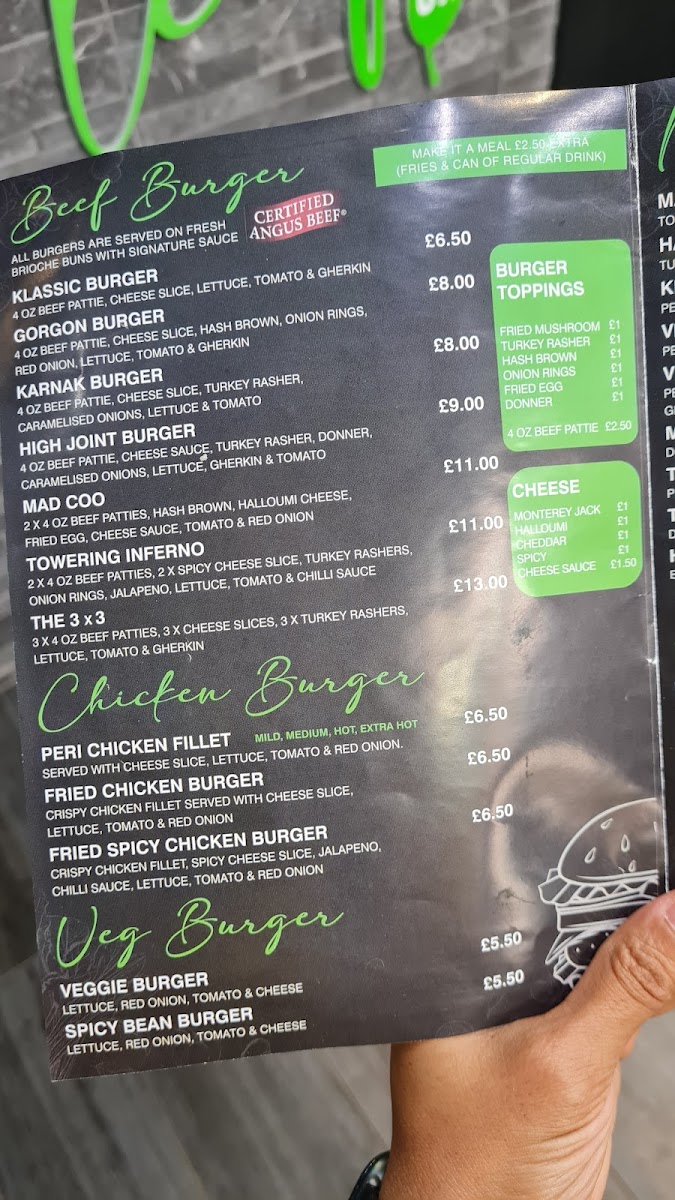 Beef Burger
ALL BURGERS ARE SERVED ON FRESH
BRIOCHE BUNS WITH SIGNATURE SAUCE
CERTIFIED
ANGUS BEEF®
MAKE IT A MEAL £2.50 EXTRA
(FRIES & CAN OF REGULAR DRINK)
KLASSIC BURGER £6.50
4 OZ BEEF PATTIE, CHEESE SLICE, LETTUCE, TOMATO & GHERKIN
GORGON BURGER £8.00
4 OZ BEEF PATTIE, CHEESE SLICE, HASH BROWN, ONION RINGS,
RED ONION, LETTUCE, TOMATO & GHERKIN
KARNAK BURGER £8.00
4 OZ BEEF PATTIE, CHEESE SLICE, TURKEY RASHER,
CARAMELISED ONIONS, LETTUCE & TOMATO
HIGH JOINT BURGER £9.00
4 OZ BEEF PATTIE, CHEESE SAUCE, TURKEY RASHER, DONNER,
CARAMELISED ONIONS, LETTUCE, GHERKIN & TOMATO
MAD COO £11.00
2 X 4 OZ BEEF PATTIES, HASH BROWN, HALLOUMI CHEESE,
FRIED EGG, CHEESE SAUCE, TOMATO & RED ONION
TOWERING INFERNO £11.00
2 X 4 OZ BEEF PATTIES, 2 X SPICY CHEESE SLICE, TURKEY RASHERS,
ONION RINGS, JALAPENO, LETTUCE, TOMATO & CHILLI SAUCE
THE 3 x 3 £13.00
3 X 4 OZ BEEF PATTIES, 3 X CHEESE SLICES, 3 X TURKEY RASHERS,
LETTUCE, TOMATO & GHERKIN
BURGER
TOPPINGS
FRIED MUSHROOM £1
TURKEY RASHER £1
HASH BROWN £1
ONION RINGS £1
FRIED EGG £1
DONNER £1
4 OZ BEEF PATTIE £2.50
CHEESE
MONTEREY JACK £1
HALLOUMI £1
CHEDDAR £1
SPICY £1
CHEESE SAUCE £1.50
Chicken Burger
PERI CHICKEN FILLET MILD, MEDIUM, HOT, EXTRA HOT £6.50
SERVED WITH CHEESE SLICE, LETTUCE, TOMATO & RED ONION.
FRIED CHICKEN BURGER £6.50
CRISPY CHICKEN FILLET SERVED WITH CHEESE SLICE,
LETTUCE, TOMATO & RED ONION
FRIED SPICY CHICKEN BURGER £6.50
CRISPY CHICKEN FILLET, SPICY CHEESE SLICE, JALAPENO,
CHILLI SAUCE, LETTUCE, TOMATO & RED ONION
Veg Burger
VEGGIE BURGER £5.50
LETTUCE, RED ONION, TOMATO & CHEESE
SPICY BEAN BURGER £5.50
LETTUCE, RED ONION, TOMATO & CHEESE